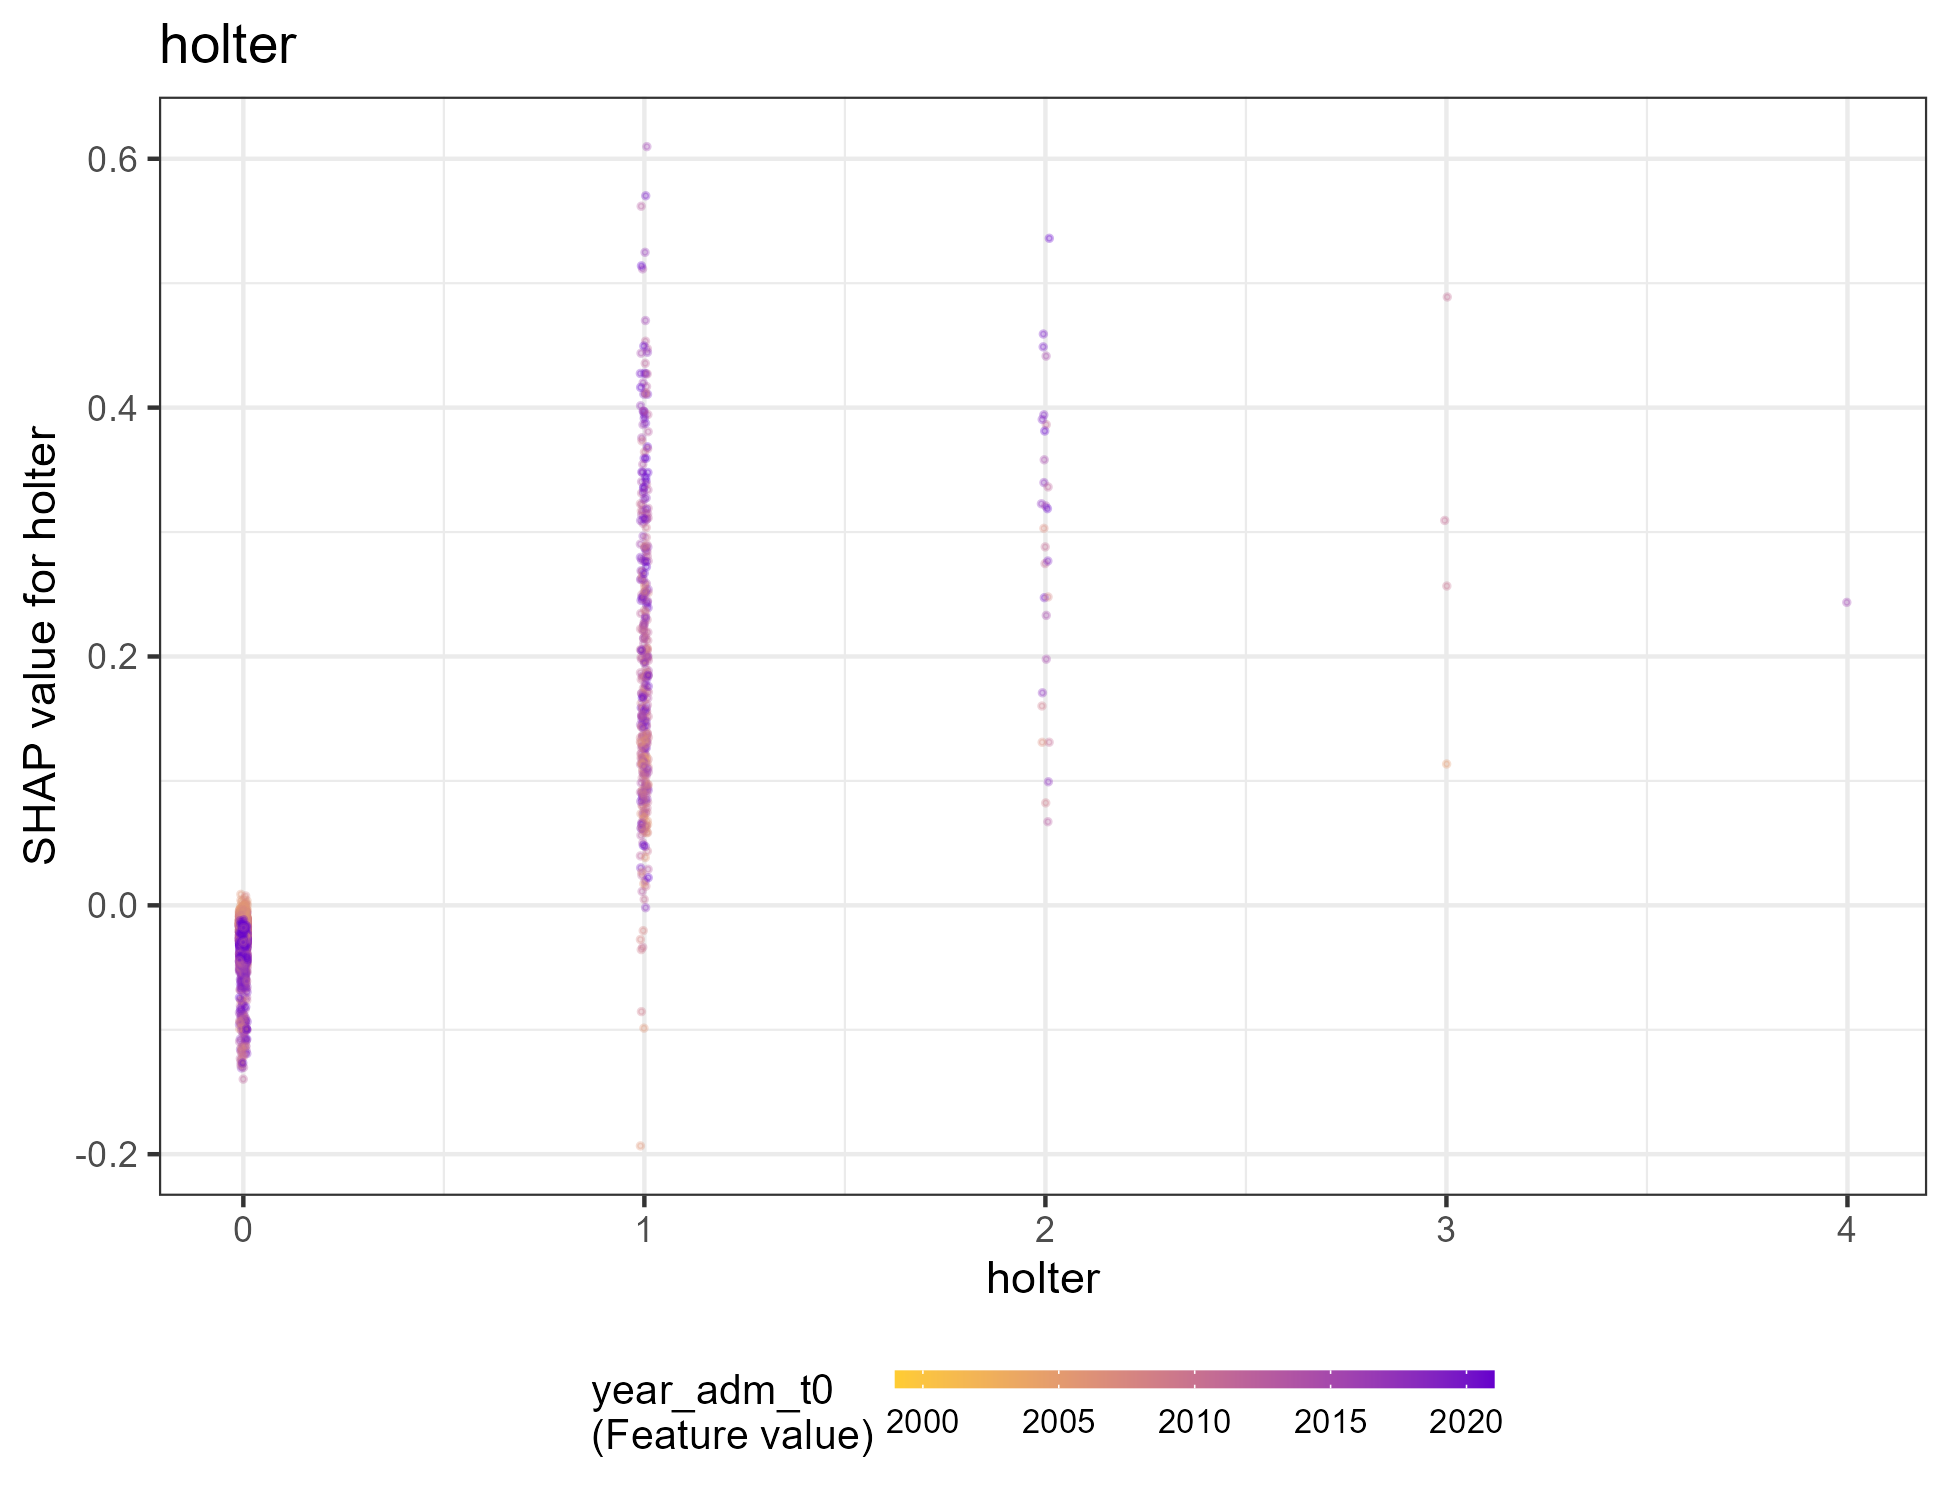 holter
0.6
0.4
0.2
0.0
-0.2
SHAP value for holter
0 1 2 3 4
holter
year_adm_t0
(Feature value)
2000 2005 2010 2015 2020